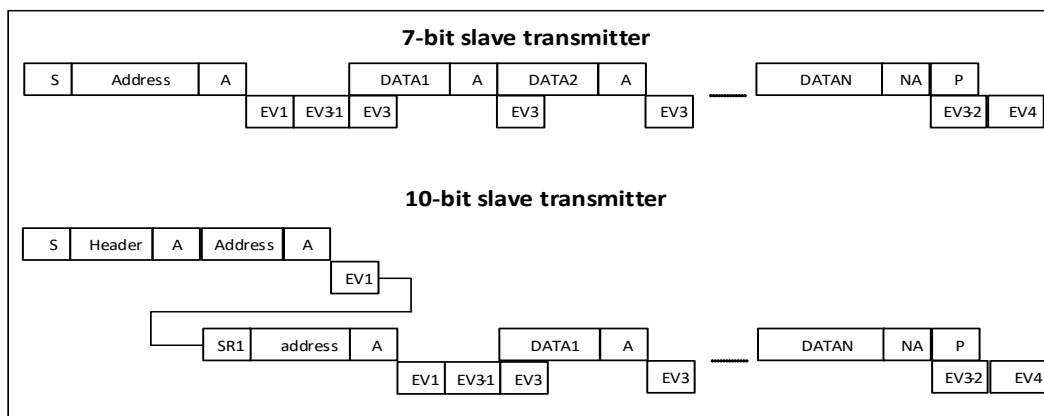 7-bit slave transmitter
S Address A DATA1 A DATA2 A DATAN NA P
EV1 EV3-1 EV3 EV3 EV3 EV3-2 EV4
10-bit slave transmitter
S Header A Address A
EV1
SR1 address A DATA1 A DATAN NA P
EV1 EV3-1 EV3 EV3 EV3-2 EV4